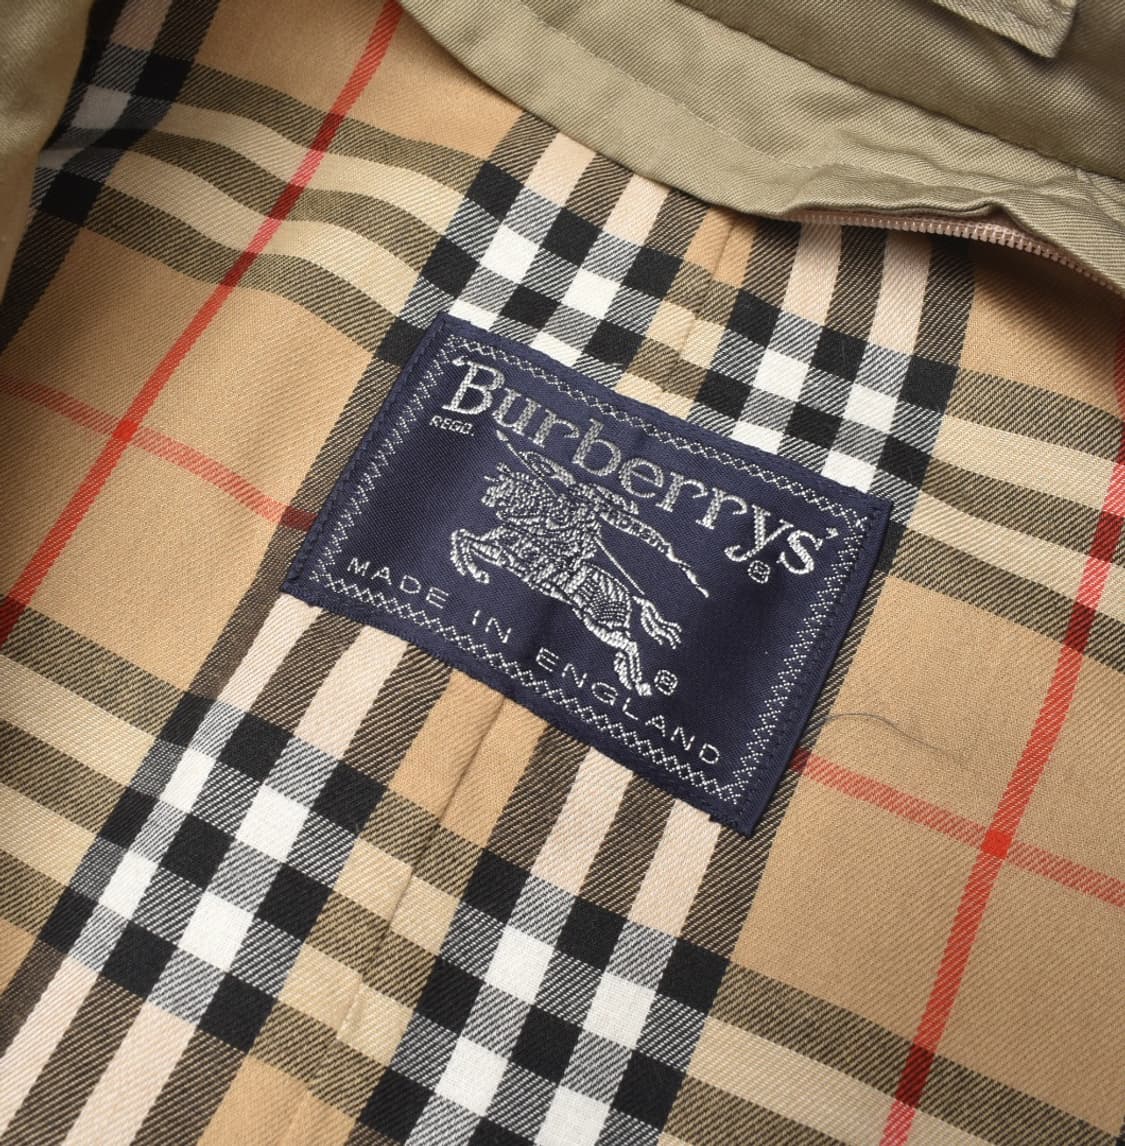 'Burberrys'
REGD.
®
®
MADE IN ENGLAND